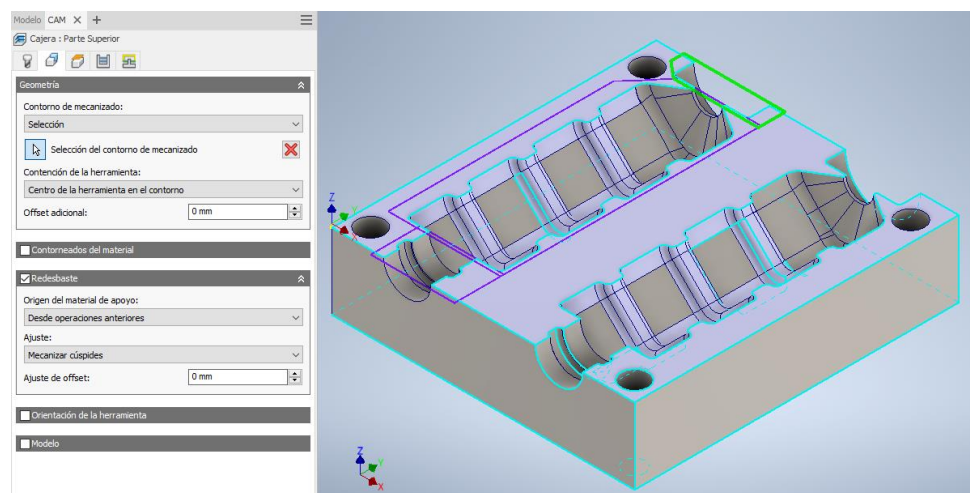 Modelo CAM × +
Cajera : Parte Superior
Geometría
Contorno de mecanizado:
Selección
Selección del contorno de mecanizado
Contención de la herramienta:
Centro de la herramienta en el contorno
Offset adicional: 0 mm
Contorneados del material
Redesbaste
Origen del material de apoyo:
Desde operaciones anteriores
Ajuste:
Mecanizar cúspides
Ajuste de offset: 0 mm
Orientación de la herramienta
Modelo
Z
Y
Z
Y
X